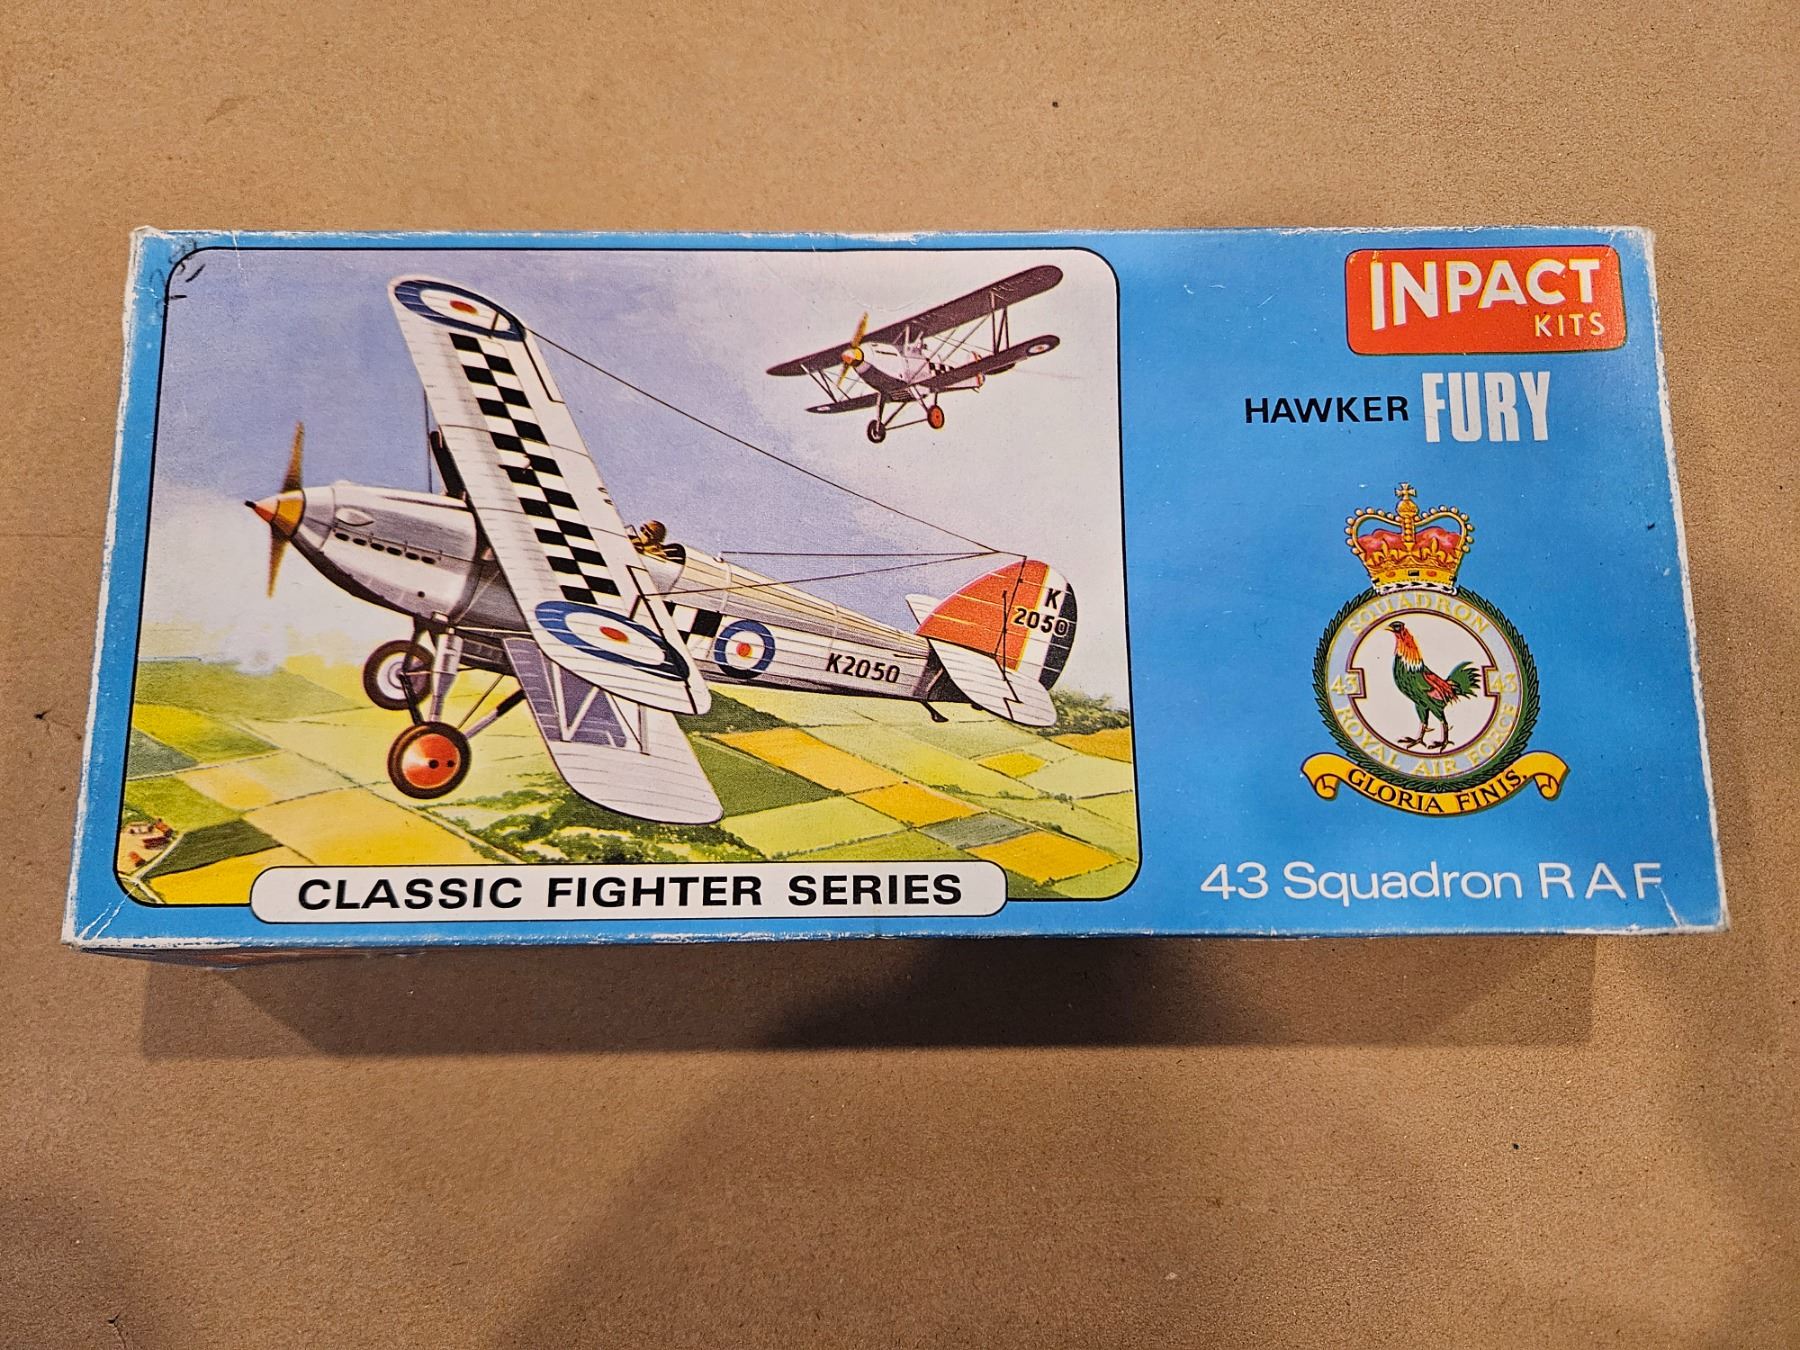 INPACT
KITS
HAWKER FURY
K
2050
K2050
SQUADRON
43 43
ROYAL AIR FORCE
GLORIA FINIS.
CLASSIC FIGHTER SERIES
43 Squadron RAF